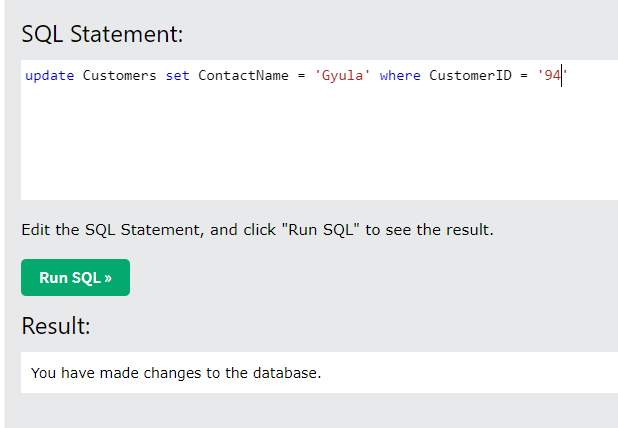 SQL Statement:
update Customers set ContactName = 'Gyula' where CustomerID = '94'
Edit the SQL Statement, and click "Run SQL" to see the result.
Run SQL »
Result:
You have made changes to the database.